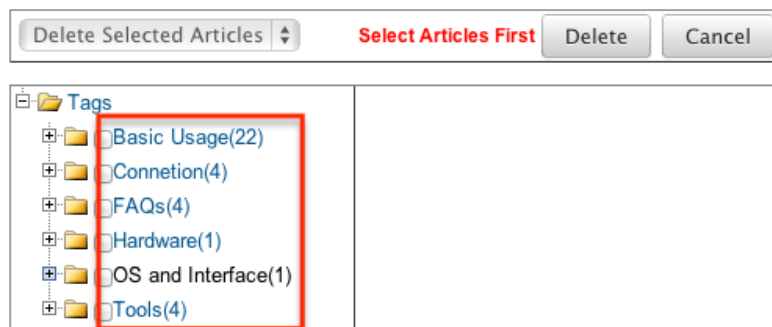 Delete Selected Articles Select Articles First Delete Cancel
Tags
Basic Usage(22)
Connetion(4)
FAQs(4)
Hardware(1)
OS and Interface(1)
Tools(4)